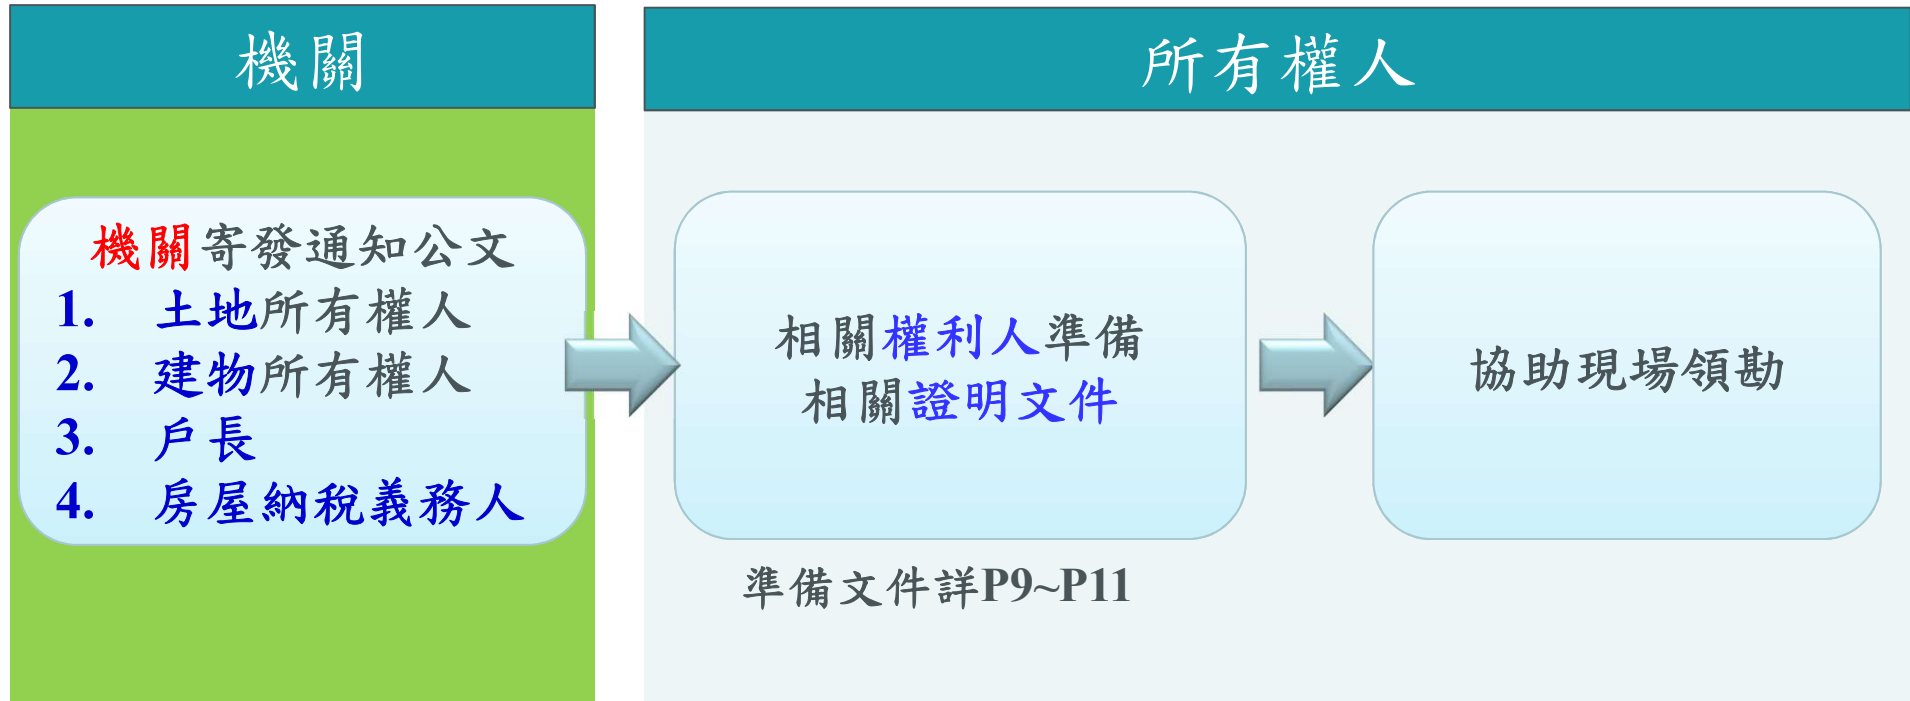 機關
機關寄發通知公文
1. 土地所有權人
2. 建物所有權人
3. 戶長
4. 房屋納稅義務人
所有權人
相關權利人準備
相關證明文件
準備文件詳P9~P11
協助現場領勘